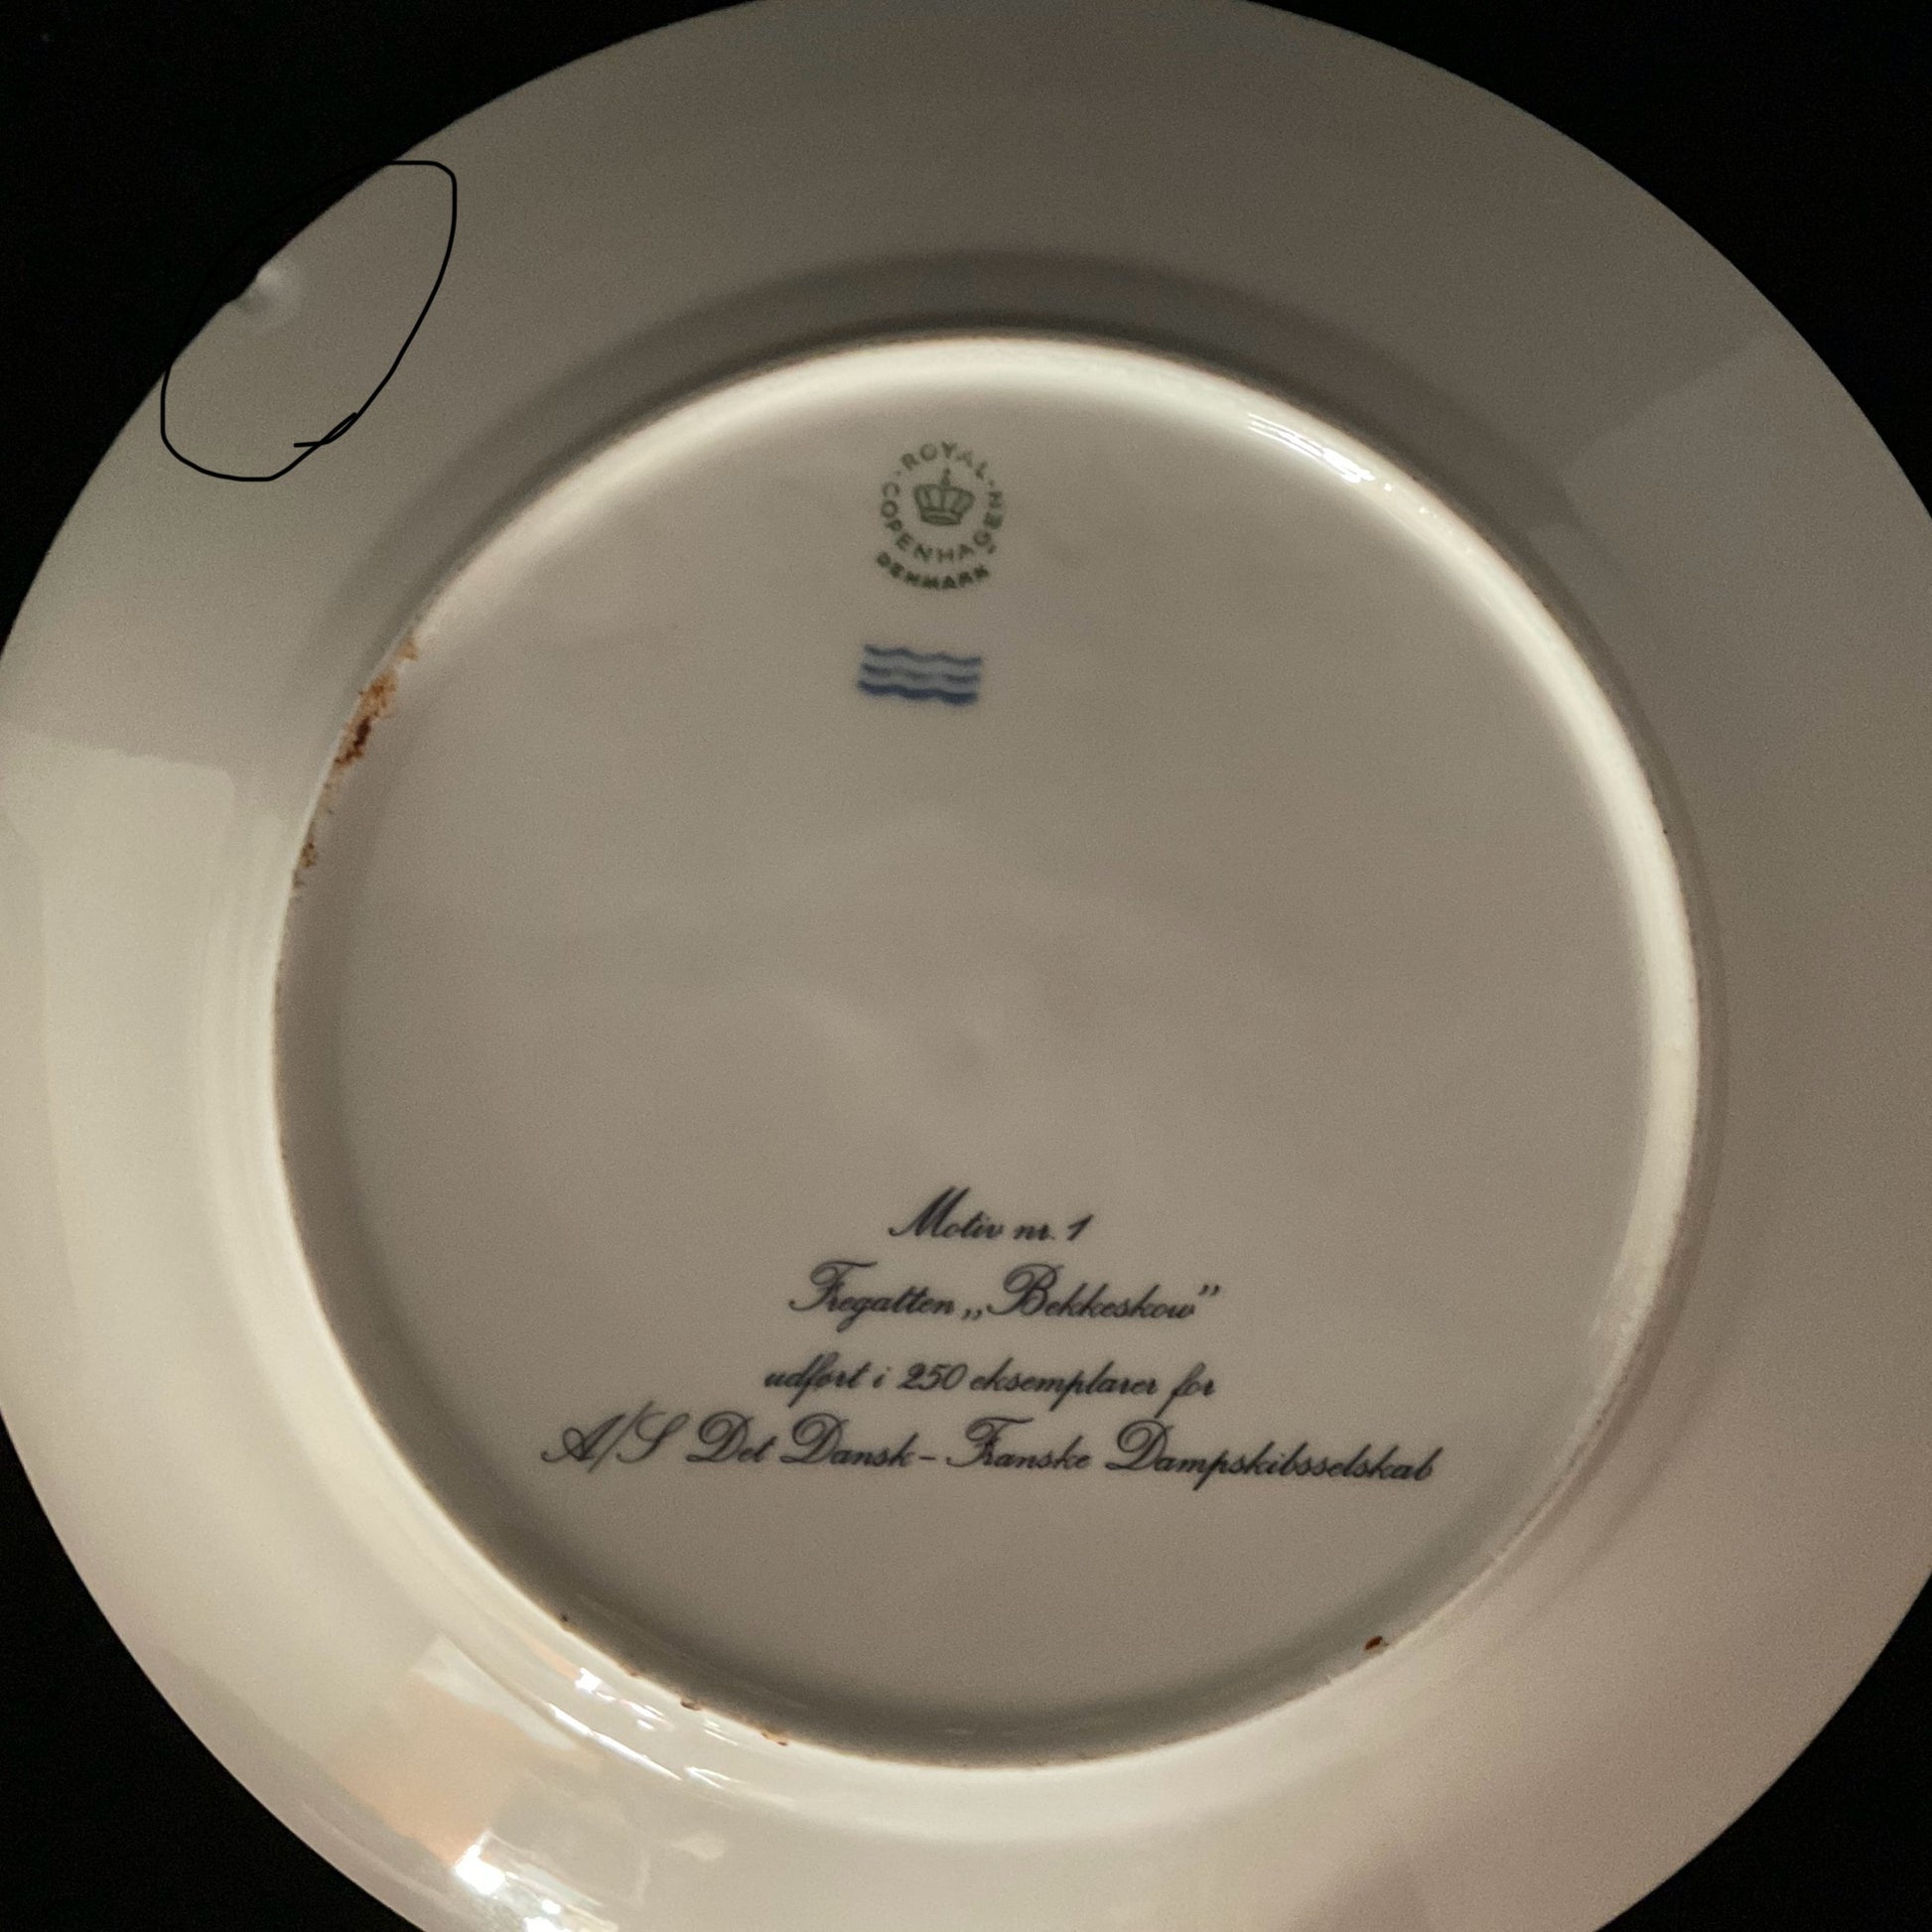 ROYAL
COPENHAGEN
DENMARK
Motiv nr. 1
Fregatten „Bekkeskow”
udført i 250 eksemplarer for
A/S Det Dansk-Franske Dampskibsselskab